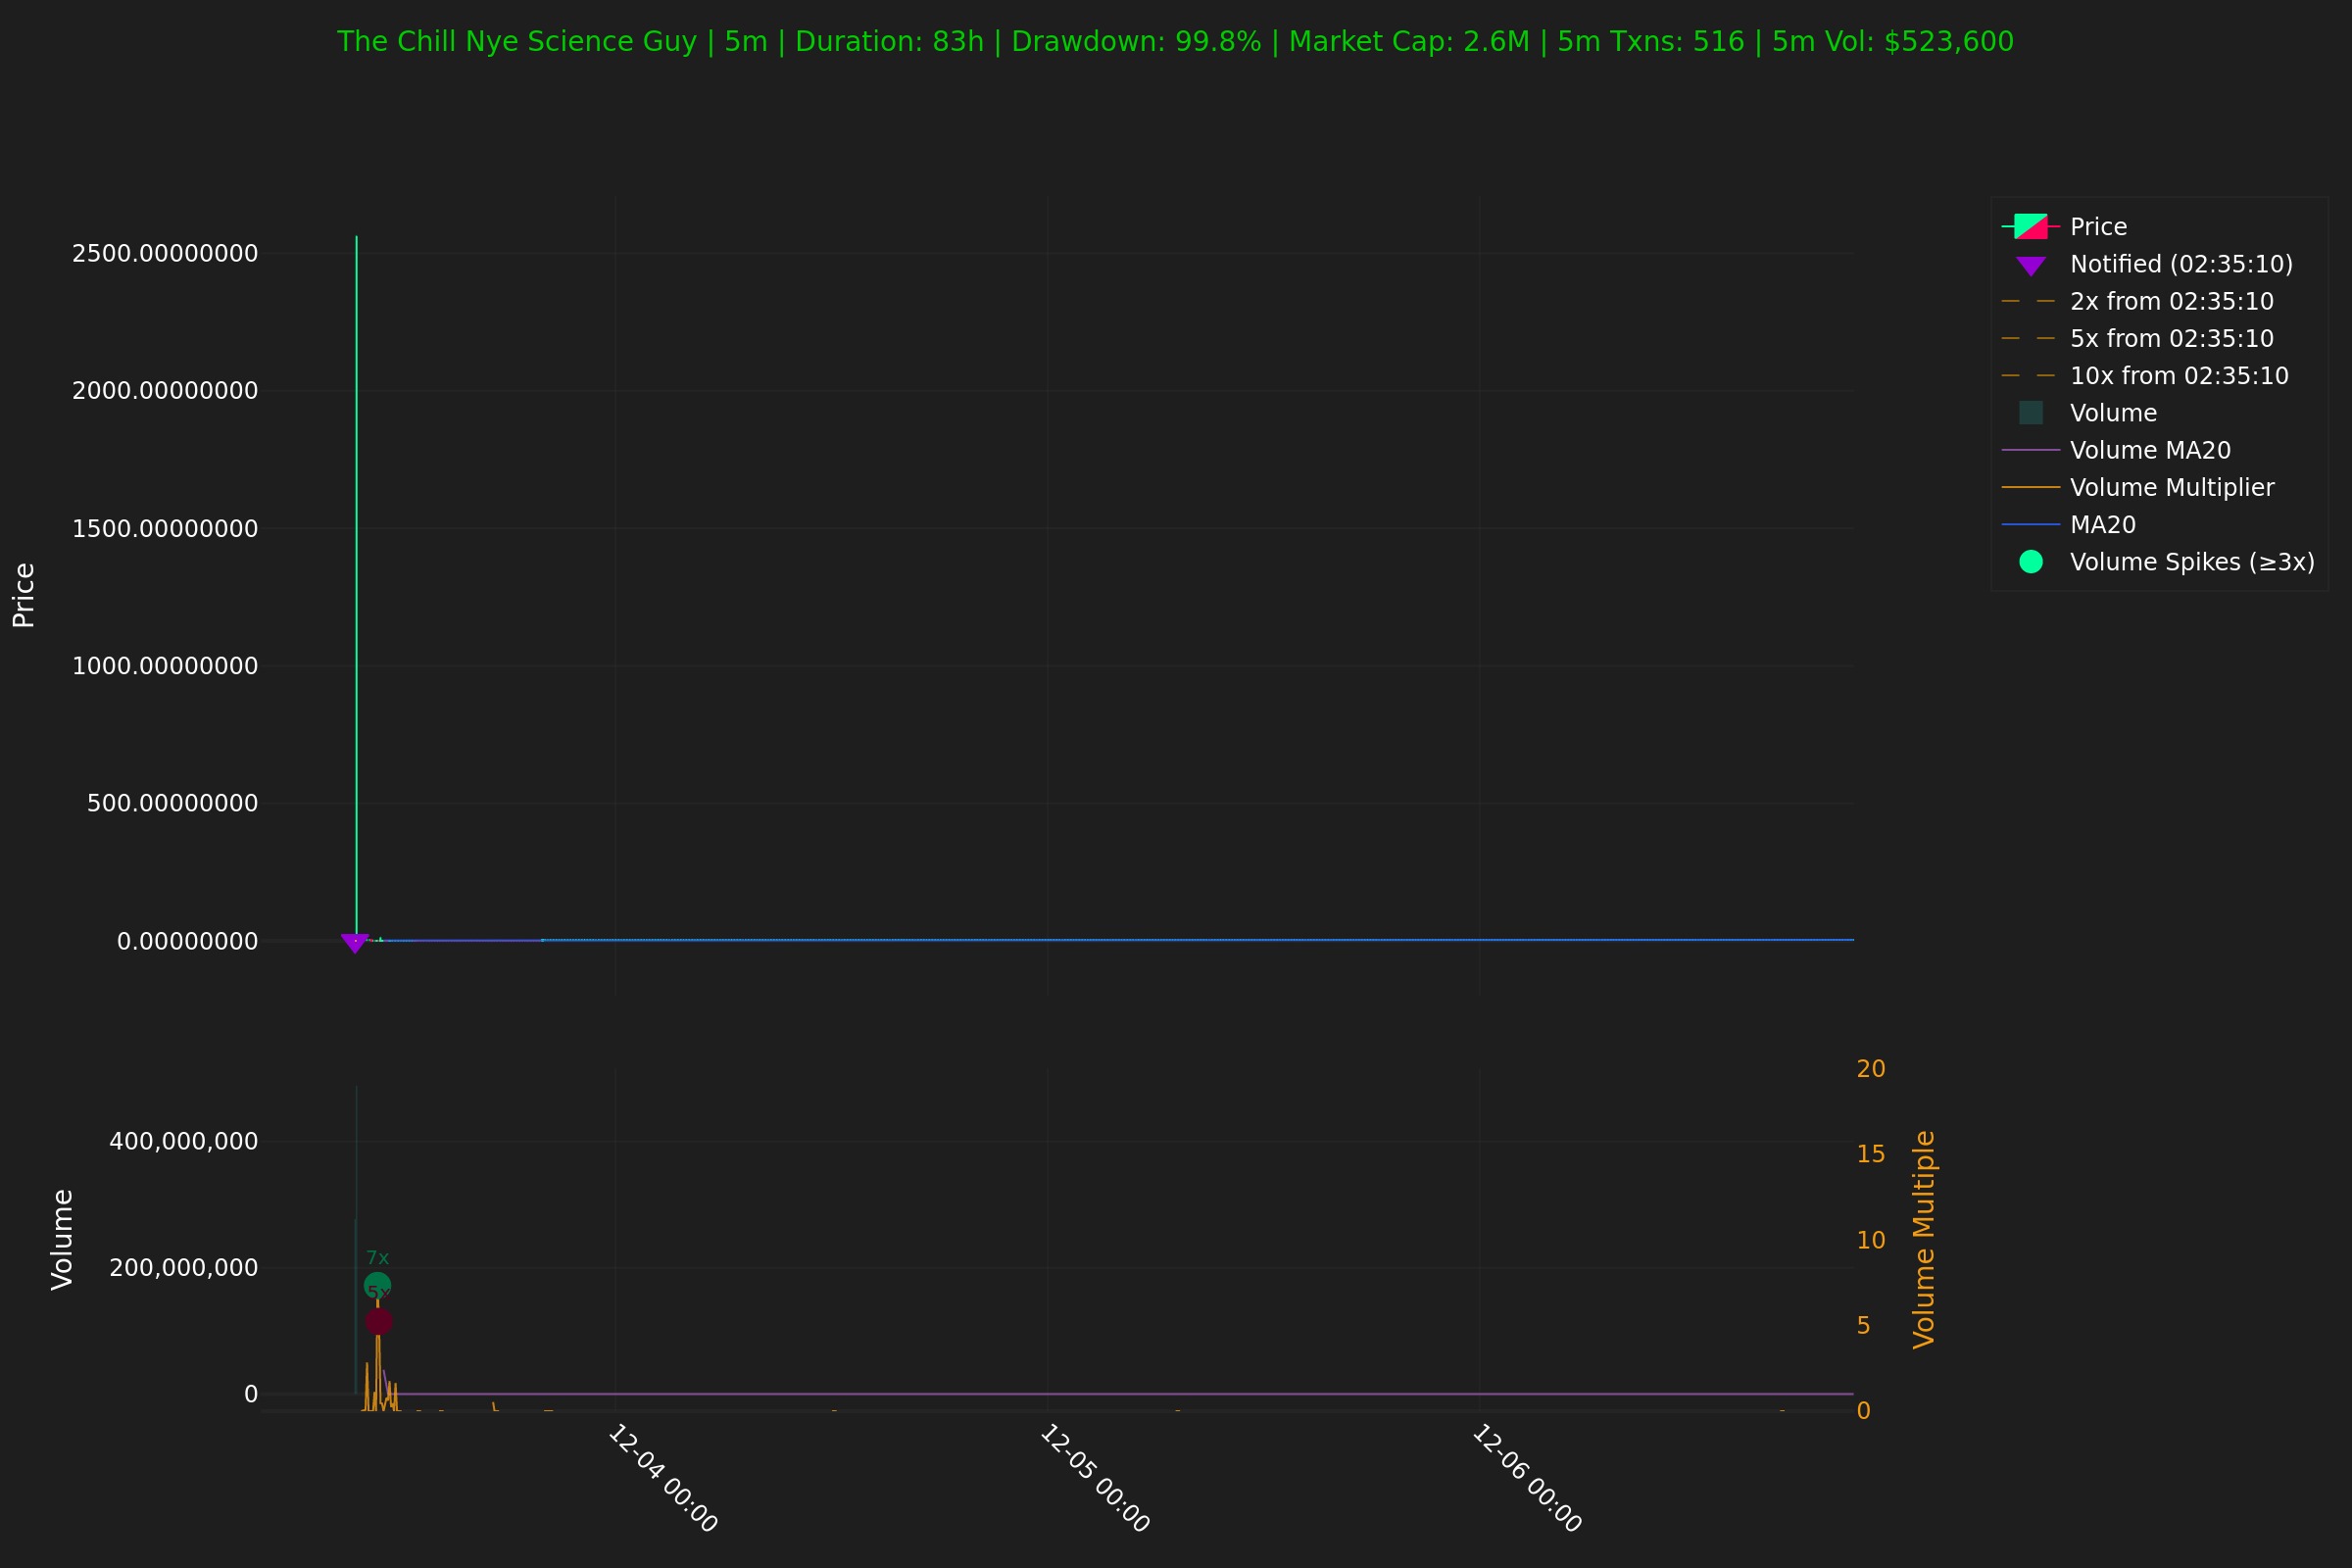 The Chill Nye Science Guy | 5m | Duration: 83h | Drawdown: 99.8% | Market Cap: 2.6M | 5m Txns: 516 | 5m Vol: $523,600
Price
2500.00000000
2000.00000000
1500.00000000
1000.00000000
500.00000000
0.00000000
Price
Notified (02:35:10)
2x from 02:35:10
5x from 02:35:10
10x from 02:35:10
Volume
Volume MA20
Volume Multiplier
MA20
Volume Spikes (≥3x)
Volume
400,000,000
200,000,000
0
7x
5x
20
15
10
5
0
Volume Multiple
12-04 00:00
12-05 00:00
12-06 00:00